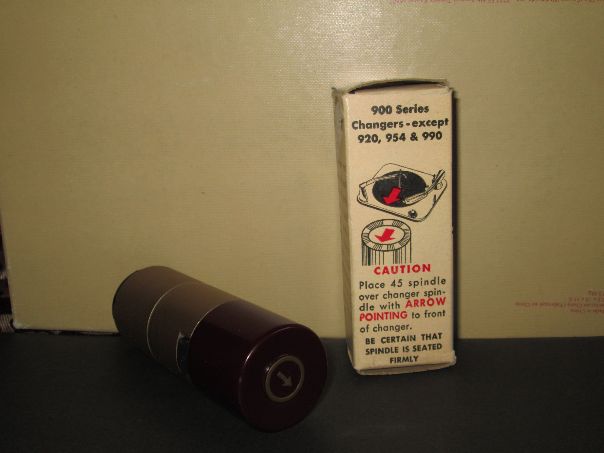 900 Series
Changers - except
920, 954 & 990
CAUTION
Place 45 spindle
over changer spin-
dle with ARROW
POINTING to front
of changer.
BE CERTAIN THAT
SPINDLE IS SEATED
FIRMLY